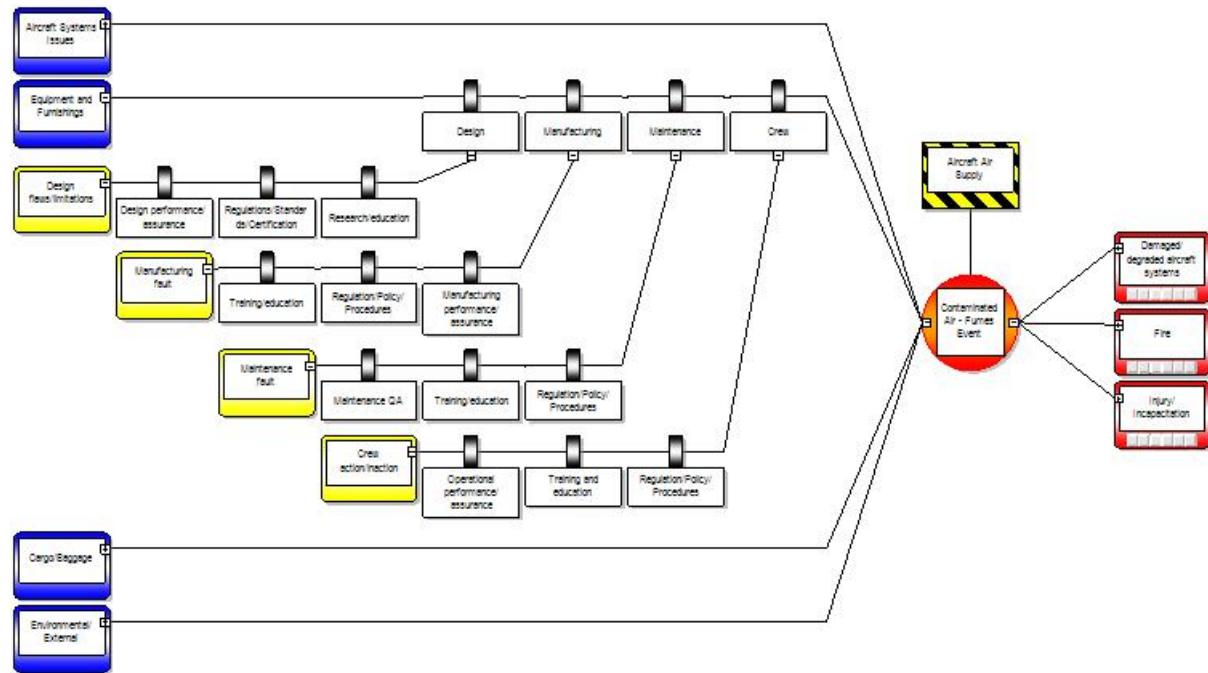 Aircraft Systems
Issues
Equipment and
Furnishings
Design
Manufacturing
Maintenance
Crew
Aircraft Air
Supply
Design
flaws/limitations
Design performance/
assurance
Regulations/Standar
ds/Certification
Research/education
Manufacturing
fault
Training/education
Regulation/Policy/
Procedures
Manufacturing
performance/
assurance
Damaged/
degraded aircraft
systems
Contaminated
Air - Fumes
Event
Fire
Maintenance
fault
Maintenance QA
Training/education
Regulation/Policy/
Procedures
Injury/
Incapacitation
Crew
action/inaction
Operational
performance/
assurance
Training and
education
Regulation/Policy/
Procedures
Cargo/Baggage
Environmental/
External